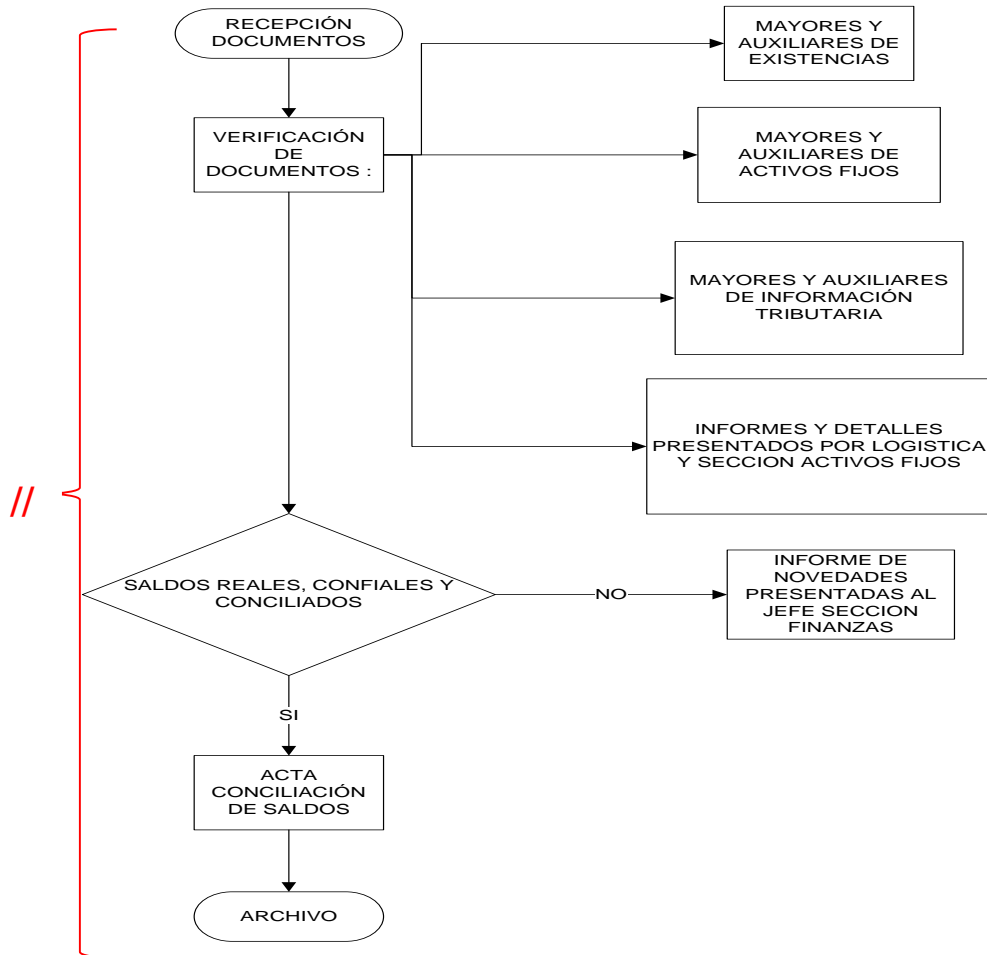 RECEPCIÓN
DOCUMENTOS
MAYORES Y
AUXILIARES DE
EXISTENCIAS
VERIFICACIÓN
DE
DOCUMENTOS :
MAYORES Y
AUXILIARES DE
ACTIVOS FIJOS
MAYORES Y AUXILIARES
DE INFORMACIÓN
TRIBUTARIA
INFORMES Y DETALLES
PRESENTADOS POR LOGISTICA
Y SECCION ACTIVOS FIJOS
//
SALDOS REALES, CONFIALES Y
CONCILIADOS
NO
INFORME DE
NOVEDADES
PRESENTADAS AL
JEFE SECCION
FINANZAS
SI
ACTA
CONCILIACIÓN
DE SALDOS
ARCHIVO